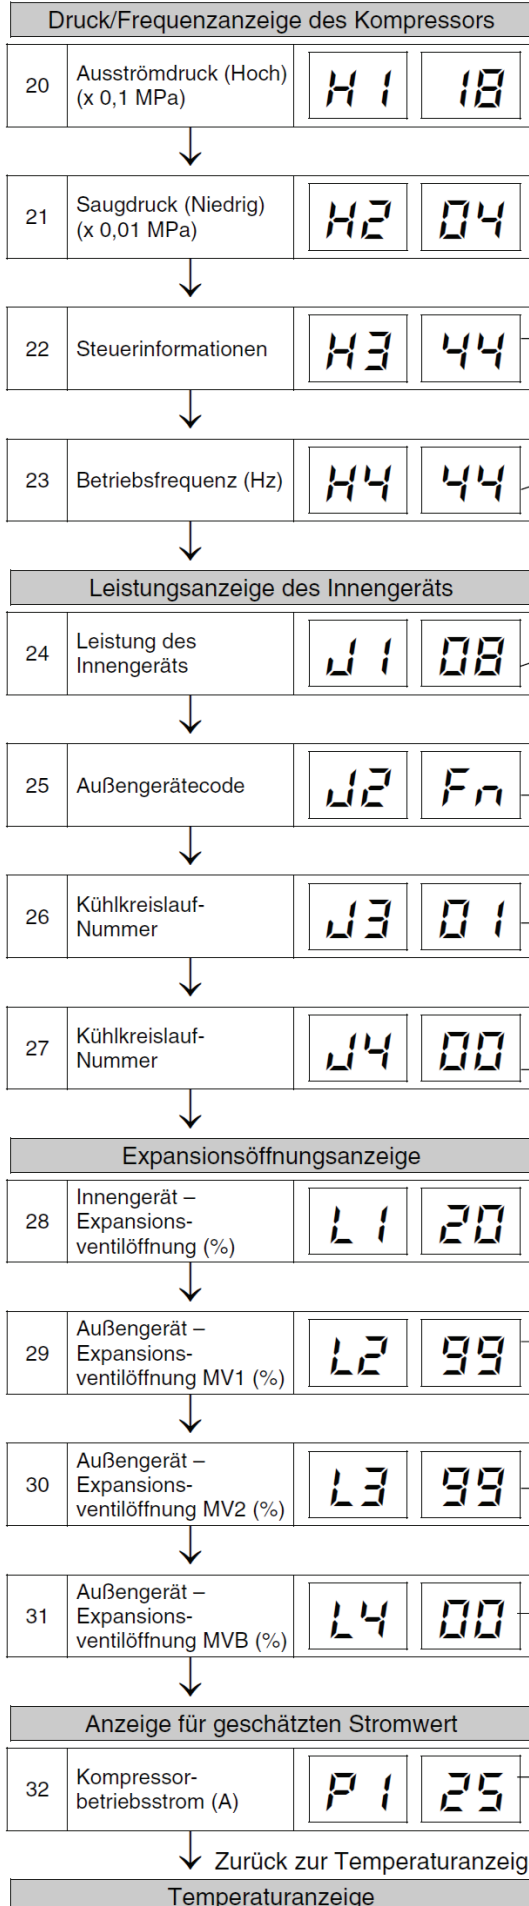 Druck/Frequenzanzeige des Kompressors
20 Ausströmdruck (Hoch) H1 18
(x 0,1 MPa)
21 Saugdruck (Niedrig) H2 04
(x 0,01 MPa)
22 Steuerinformationen H3 44
23 Betriebsfrequenz (Hz) H4 44
Leistungsanzeige des Innengeräts
24 Leistung des J1 08
Innengeräts
25 Außengerätecode J2 Fn
26 Kühlkreislauf- J3 01
Nummer
27 Kühlkreislauf- J4 00
Nummer
Expansionsöffnungsanzeige
28 Innengerät – L1 20
Expansions-
ventilöffnung (%)
29 Außengerät – L2 99
Expansions-
ventilöffnung MV1 (%)
30 Außengerät – L3 99
Expansions-
ventilöffnung MV2 (%)
31 Außengerät – L4 00
Expansions-
ventilöffnung MVB (%)
Anzeige für geschätzten Stromwert
32 Kompressor- P1 25
betriebsstrom (A)
Zurück zur Temperaturanzeig
Temperaturanzeige